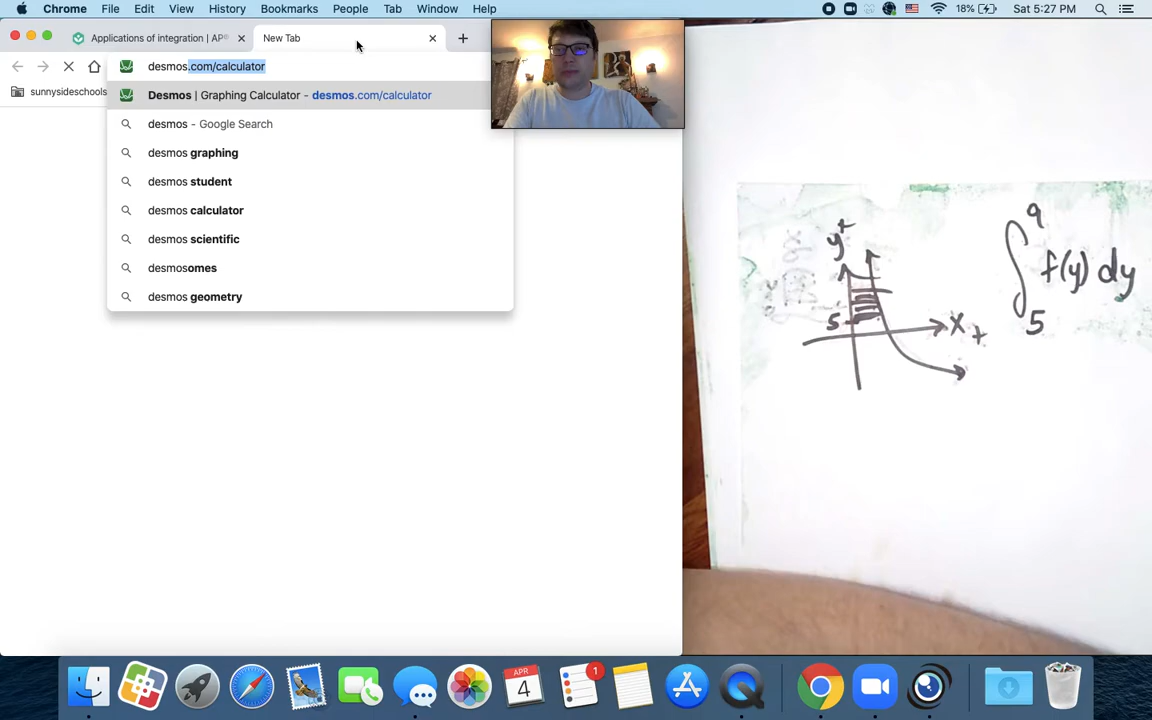 Chrome File Edit View History Bookmarks People Tab Window Help 18% Sat 5:27 PM
Applications of integration | AP® New Tab
desmos.com/calculator
sunnysideschools
Desmos | Graphing Calculator - desmos.com/calculator
desmos - Google Search
desmos graphing
desmos student
desmos calculator
desmos scientific
desmosomes
desmos geometry
y+
5
x+
∫
9
5
f(y) dy
APR
4
1